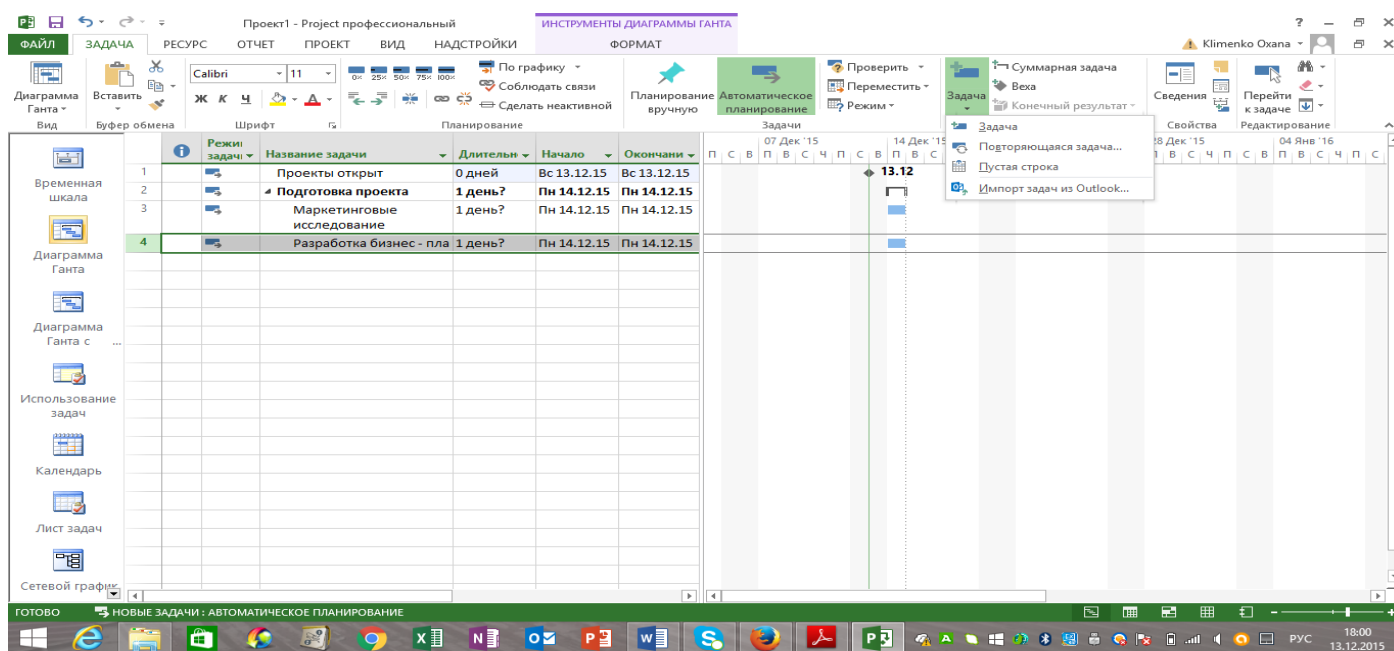 Проект1 - Project профессиональный
ИНСТРУМЕНТЫ ДИАГРАММЫ ГАНТА
?
ФАЙЛ ЗАДАЧА РЕСУРС ОТЧЕТ ПРОЕКТ ВИД НАДСТРОЙКИ ФОРМАТ
Klimenko Oxana
Диаграмма
Ганта
Вид
Вставить
Буфер обмена
Calibri 11
Ж К Ч
А
Шрифт
0× 25× 50× 75× 100×
По графику
Соблюдать связи
Сделать неактивной
Планирование
Планирование
вручную
Автоматическое
планирование
Проверить
Переместить
Режим
Задачи
Задача
Суммарная задача
Веха
Конечный результат
Сведения
Свойства
Перейти
к задаче
Редактирование
Задача
Повторяющаяся задача...
Пустая строка
Импорт задач из Outlook...
Режим
задачи
Название задачи
Длительн
Начало
Окончани
07 Дек '15
14 Дек '15
28 Дек '15
04 Янв '16
П С В П В С Ч П С В П В С
В С Ч П С В П В С Ч П С
1 Проекты открыт 0 дней Вс 13.12.15 Вс 13.12.15
13.12
2 Подготовка проекта 1 день? Пн 14.12.15 Пн 14.12.15
3 Маркетинговые 1 день? Пн 14.12.15 Пн 14.12.15
исследование
4 Разработка бизнес - пла 1 день? Пн 14.12.15 Пн 14.12.15
Временная
шкала
Диаграмма
Ганта
Диаграмма
Ганта с ...
Использование
задач
Календарь
Лист задач
Сетевой график
ГОТОВО
НОВЫЕ ЗАДАЧИ : АВТОМАТИЧЕСКОЕ ПЛАНИРОВАНИЕ
РУС
18:00
13.12.2015